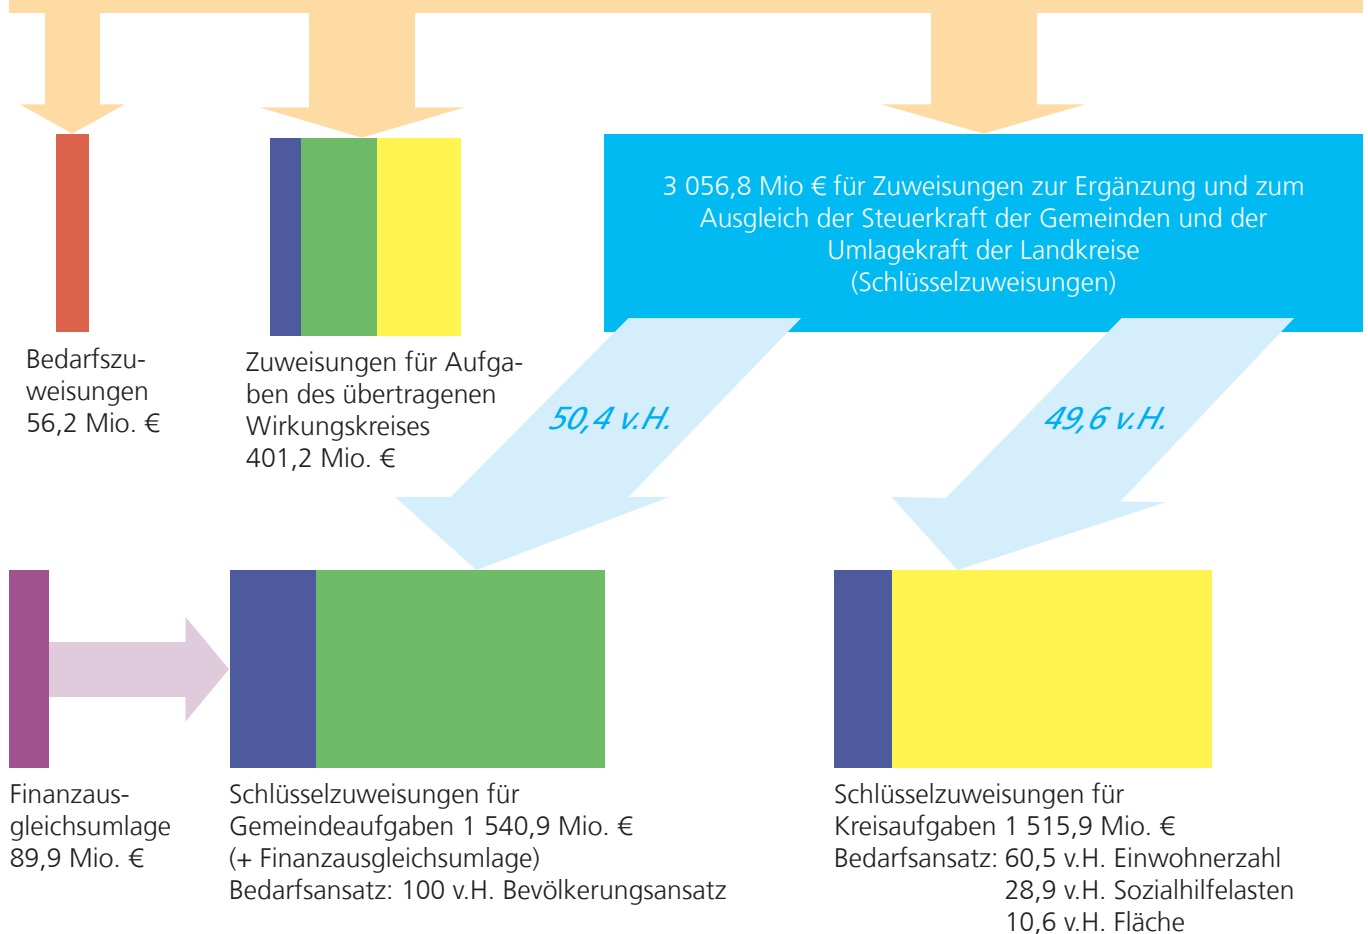 3 056,8 Mio € für Zuweisungen zur Ergänzung und zum
Ausgleich der Steuerkraft der Gemeinden und der
Umlagekraft der Landkreise
(Schlüsselzuweisungen)
Bedarfszu-
weisungen
56,2 Mio. €
Zuweisungen für Aufga-
ben des übertragenen
Wirkungskreises
401,2 Mio. €
50,4 v.H.
49,6 v.H.
Finanzaus-
gleichsumlage
89,9 Mio. €
Schlüsselzuweisungen für
Gemeindeaufgaben 1 540,9 Mio. €
(+ Finanzausgleichsumlage)
Bedarfsansatz: 100 v.H. Bevölkerungsansatz
Schlüsselzuweisungen für
Kreisaufgaben 1 515,9 Mio. €
Bedarfsansatz: 60,5 v.H. Einwohnerzahl
28,9 v.H. Sozialhilfelasten
10,6 v.H. Fläche